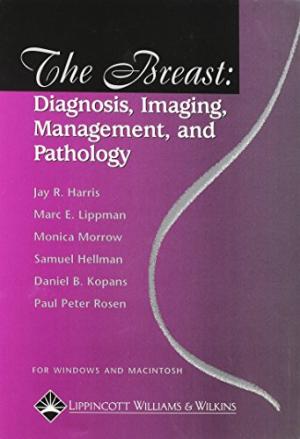 The Breast:
Diagnosis, Imaging,
Management, and
Pathology
Jay R. Harris
Marc E. Lippman
Monica Morrow
Samuel Hellman
Daniel B. Kopans
Paul Peter Rosen
FOR WINDOWS AND MACINTOSH
LIPPINCOTT WILLIAMS & WILKINS